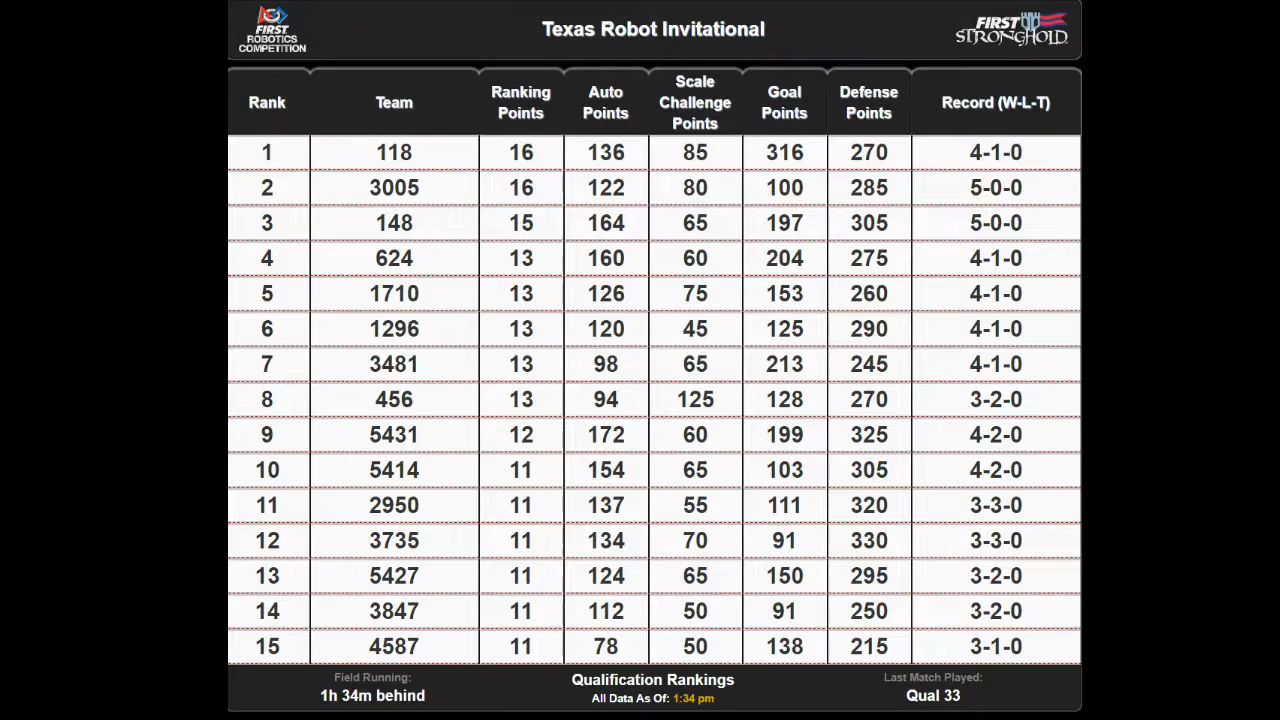 FIRST
ROBOTICS
COMPETITION
Texas Robot Invitational
FIRST
STRONGHOLD
Rank Team Ranking Points Auto Points Scale Challenge Points Goal Points Defense Points Record (W-L-T)
1 118 16 136 85 316 270 4-1-0
2 3005 16 122 80 100 285 5-0-0
3 148 15 164 65 197 305 5-0-0
4 624 13 160 60 204 275 4-1-0
5 1710 13 126 75 153 260 4-1-0
6 1296 13 120 45 125 290 4-1-0
7 3481 13 98 65 213 245 4-1-0
8 456 13 94 125 128 270 3-2-0
9 5431 12 172 60 199 325 4-2-0
10 5414 11 154 65 103 305 4-2-0
11 2950 11 137 55 111 320 3-3-0
12 3735 11 134 70 91 330 3-3-0
13 5427 11 124 65 150 295 3-2-0
14 3847 11 112 50 91 250 3-2-0
15 4587 11 78 50 138 215 3-1-0
Field Running:
1h 34m behind
Qualification Rankings
All Data As Of: 1:34 pm
Last Match Played:
Qual 33